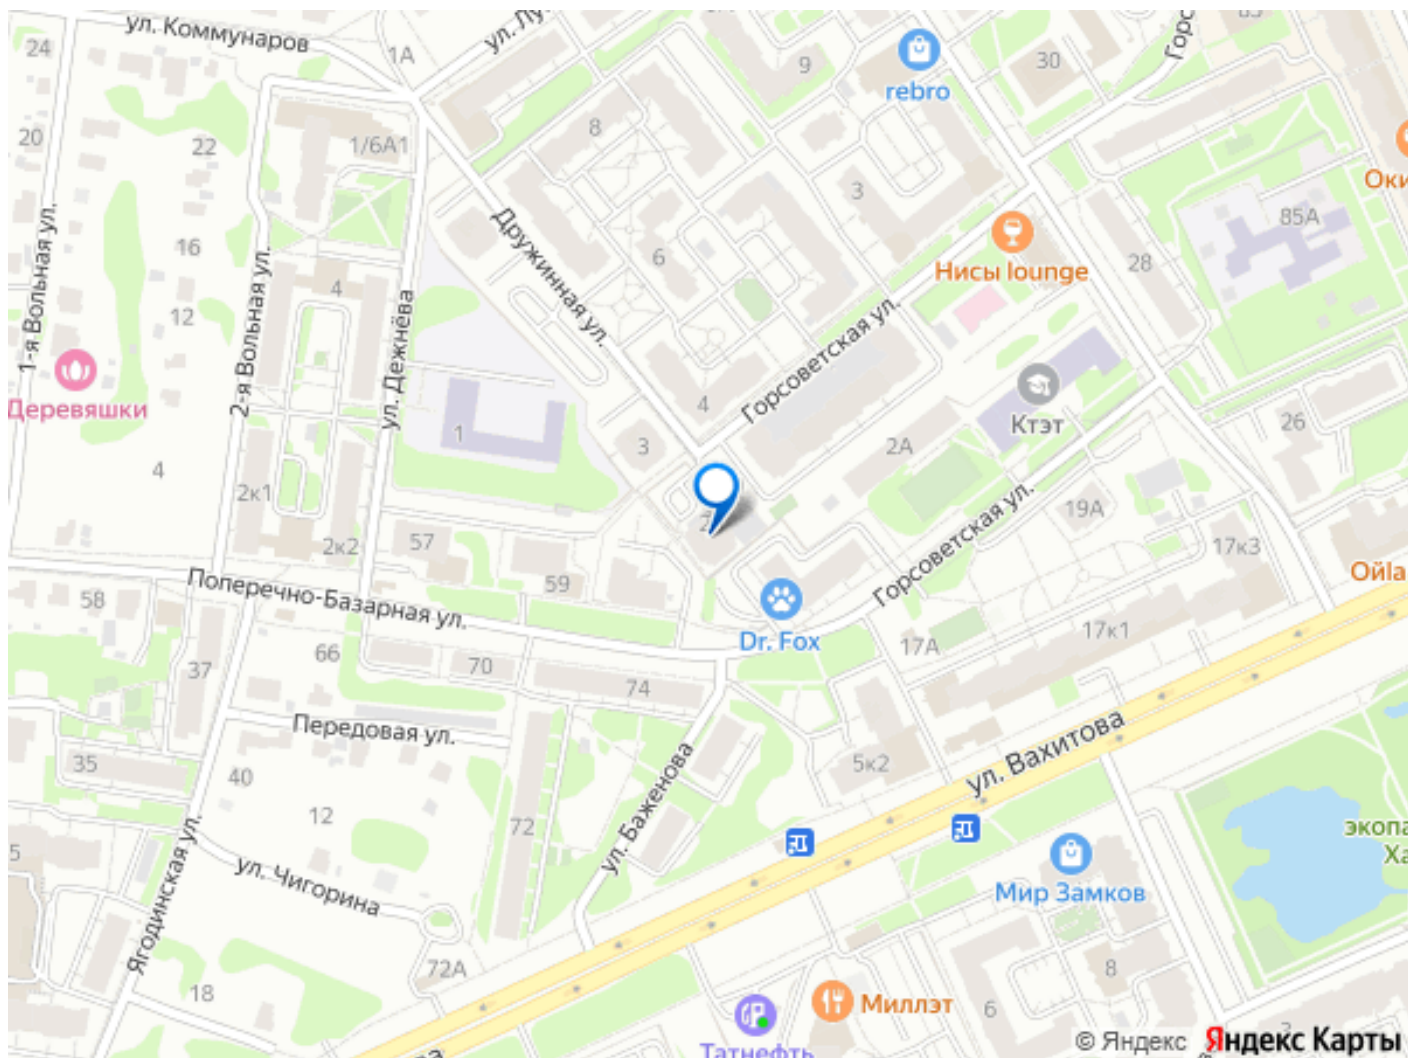 ул. Коммунаров
24
1А
9
rebro
30
20
22
1/6А1
8
3
85А
1-я Вольная ул.
16
2-я Вольная ул.
Дружинная ул.
6
Нисы lounge
28
4
12
ул. Дежнёва
Горсоветская ул.
Деревяшки
4
Ктэт
26
1
3
2А
4
2к1
19А
57
2к2
Горсоветская ул.
17к3
59
58
Поперечно-Базарная ул.
Dr. Fox
17А
17к1
37
66
70
74
Передовая ул.
35
40
5к2
ул. Вахитова
12
72
ул. Баженова
5
ул. Чигорина
Мир Замков
Ягодинская ул.
72А
18
8
6
Миллэт
Татнефть
© Яндекс Яндекс Карты